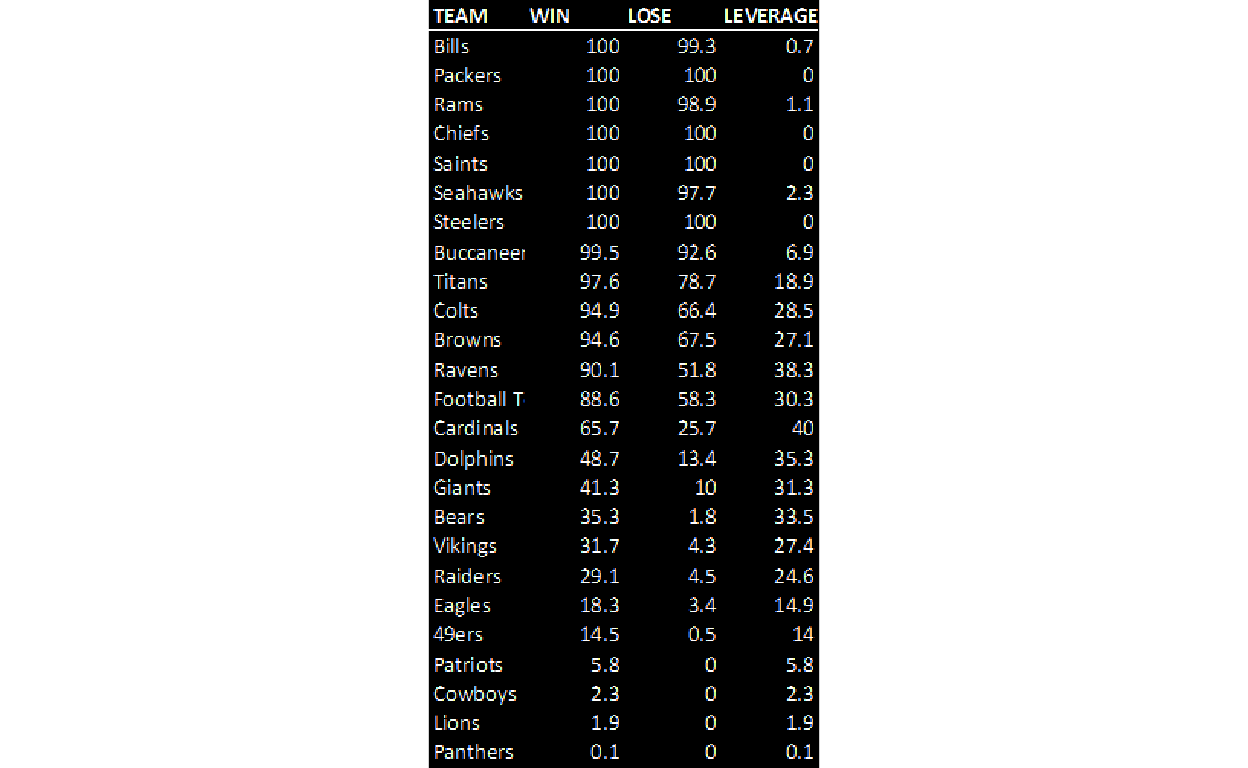 TEAM WIN LOSE LEVERAGE
Bills 100 99.3 0.7
Packers 100 100 0
Rams 100 98.9 1.1
Chiefs 100 100 0
Saints 100 100 0
Seahawks 100 97.7 2.3
Steelers 100 100 0
Buccaneer 99.5 92.6 6.9
Titans 97.6 78.7 18.9
Colts 94.9 66.4 28.5
Browns 94.6 67.5 27.1
Ravens 90.1 51.8 38.3
Football T 88.6 58.3 30.3
Cardinals 65.7 25.7 40
Dolphins 48.7 13.4 35.3
Giants 41.3 10 31.3
Bears 35.3 1.8 33.5
Vikings 31.7 4.3 27.4
Raiders 29.1 4.5 24.6
Eagles 18.3 3.4 14.9
49ers 14.5 0.5 14
Patriots 5.8 0 5.8
Cowboys 2.3 0 2.3
Lions 1.9 0 1.9
Panthers 0.1 0 0.1